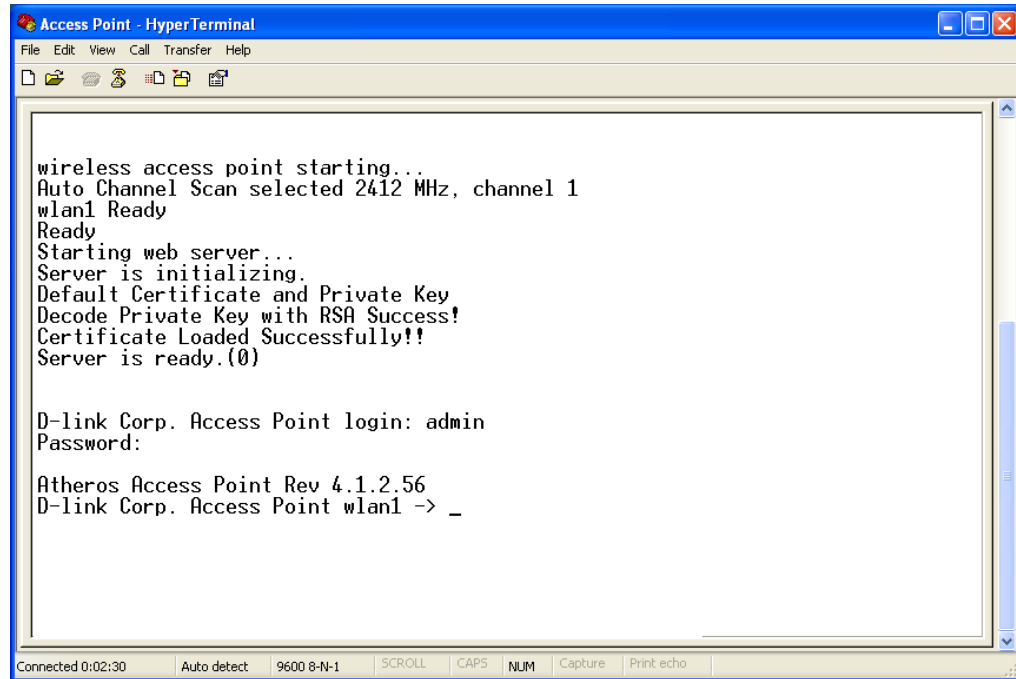 Access Point - HyperTerminal
File Edit View Call Transfer Help
wireless access point starting...
Auto Channel Scan selected 2412 MHz, channel 1
wlan1 Ready
Ready
Starting web server...
Server is initializing.
Default Certificate and Private Key
Decode Private Key with RSA Success!
Certificate Loaded Successfully!!
Server is ready.(0)
D-link Corp. Access Point login: admin
Password:
Atheros Access Point Rev 4.1.2.56
D-link Corp. Access Point wlan1 -> _
Connected 0:02:30 Auto detect 9600 8-N-1 SCROLL CAPS NUM Capture Print echo